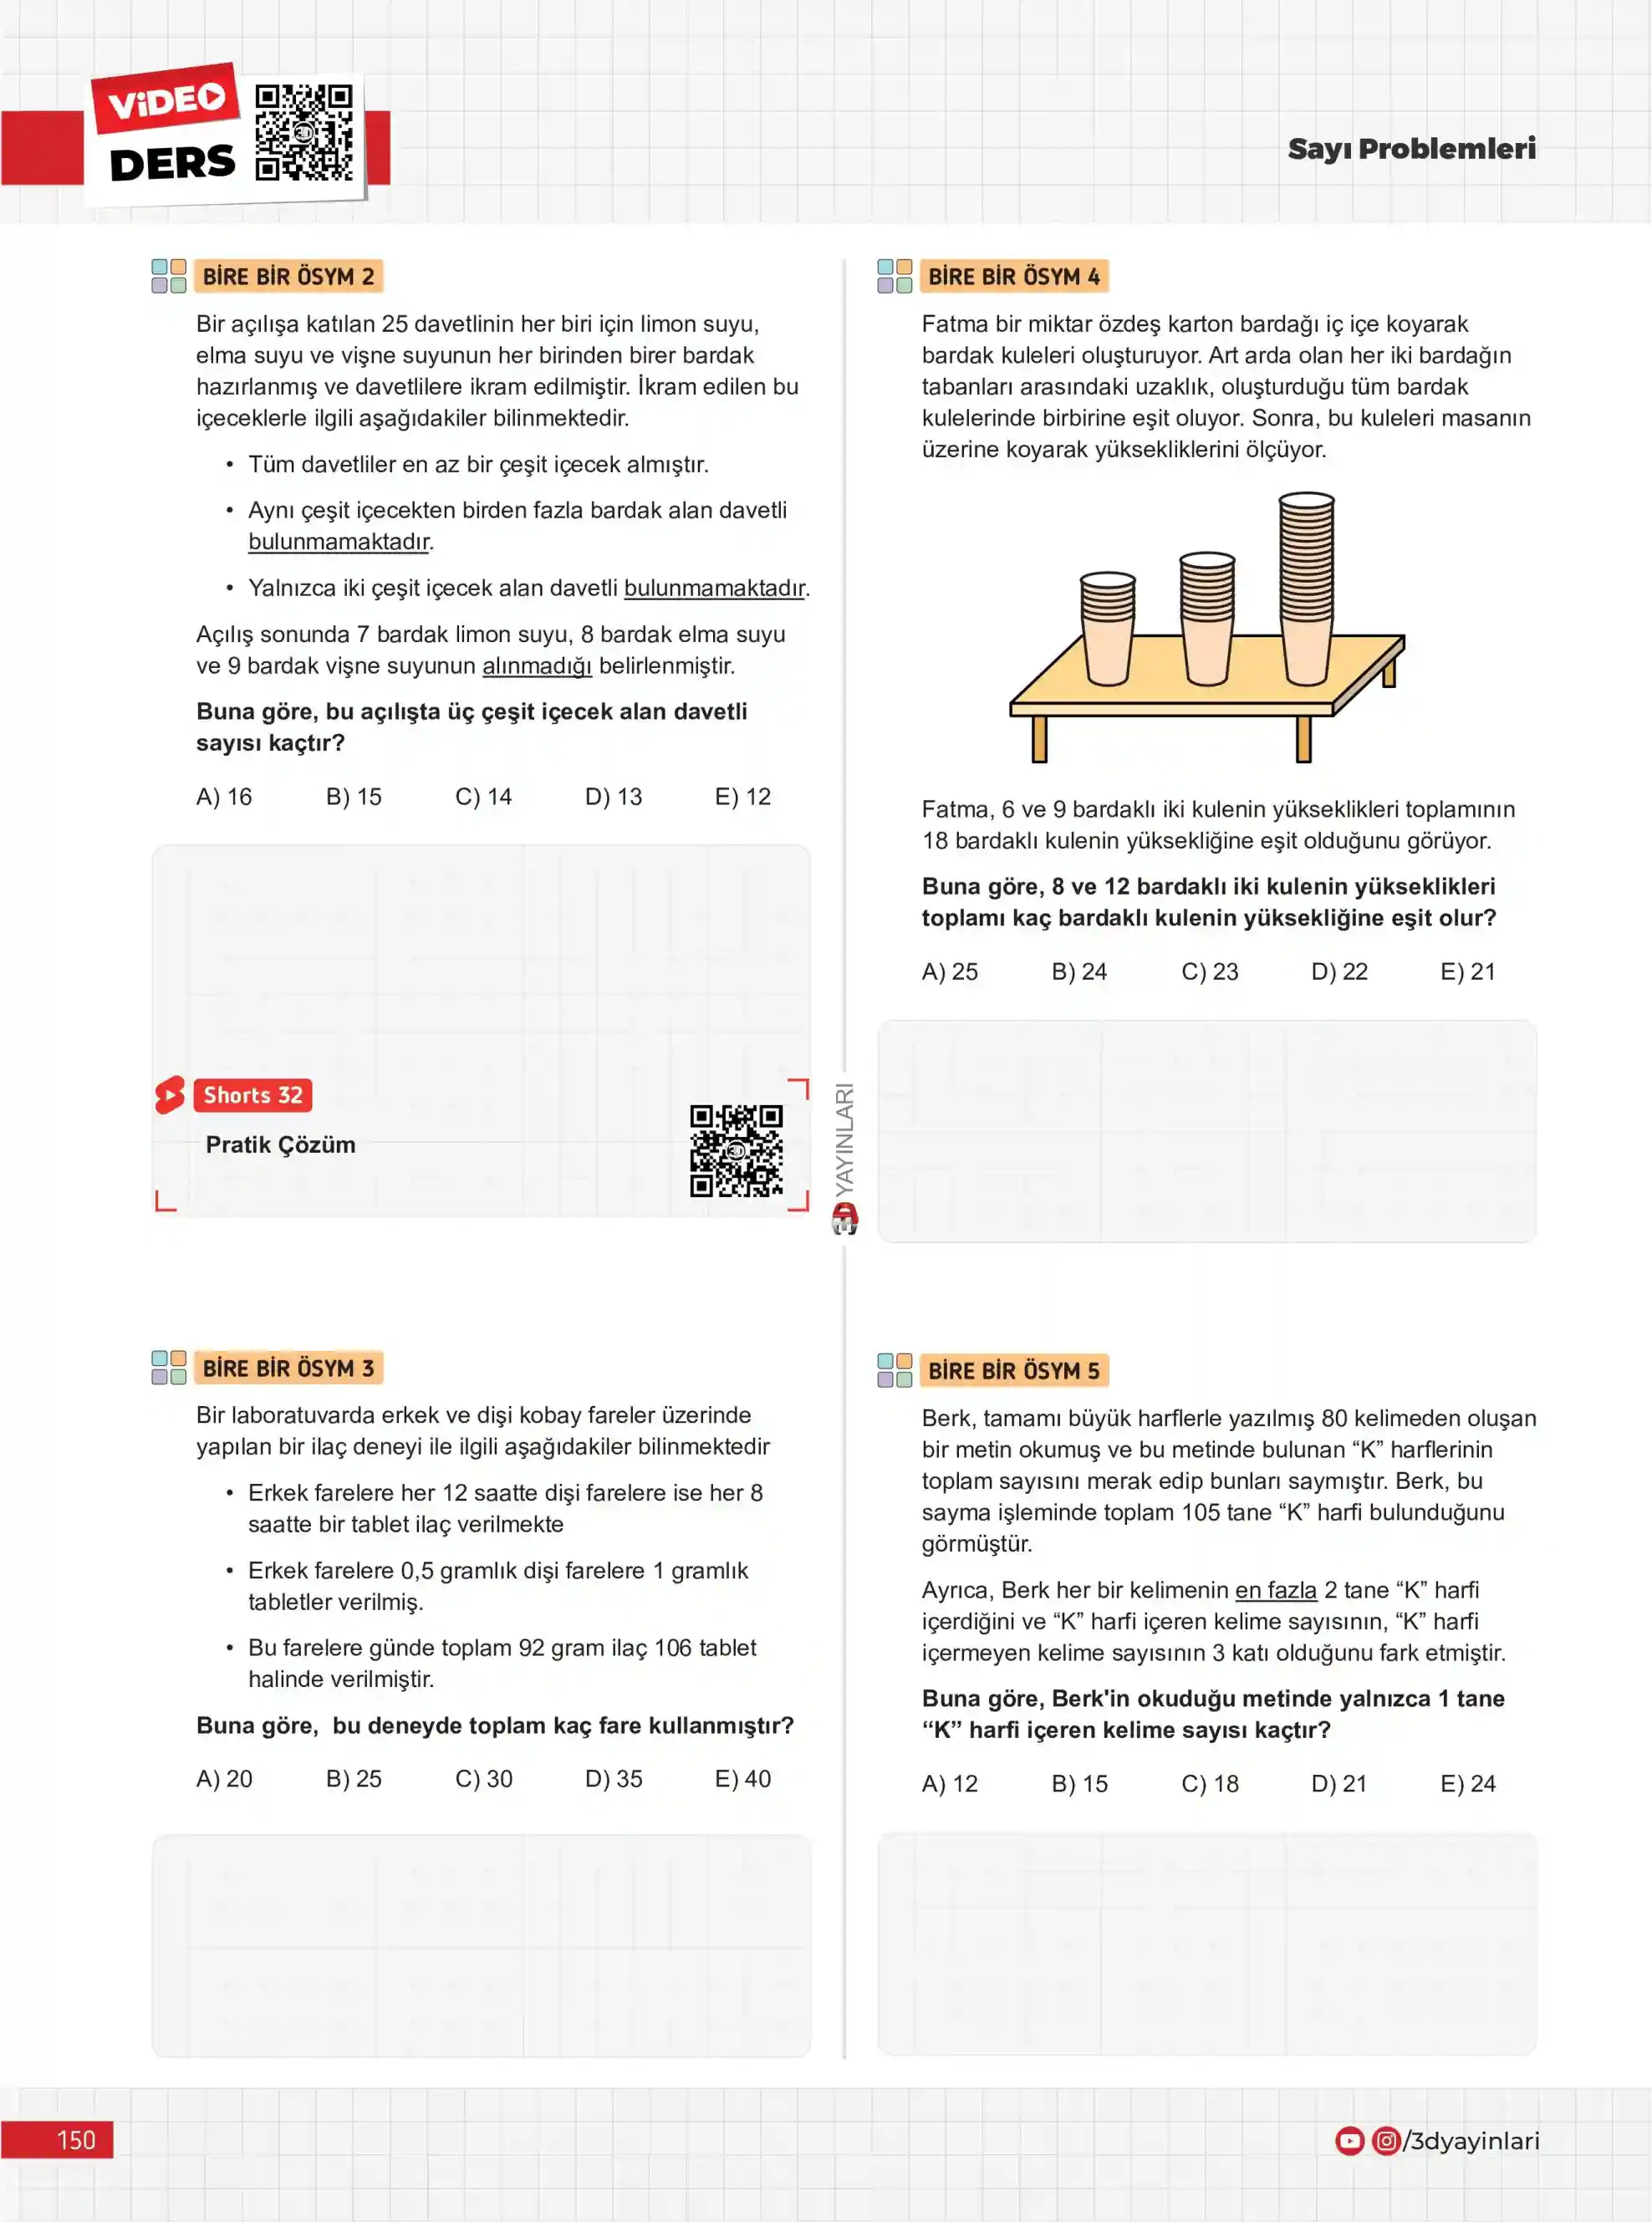 VİDEO
DERS
Sayı Problemleri
BİRE BİR ÖSYM 2
Bir açılışa katılan 25 davetlinin her biri için limon suyu,
elma suyu ve vişne suyunun her birinden birer bardak
hazırlanmış ve davetlilere ikram edilmiştir. İkram edilen bu
içeceklerle ilgili aşağıdakiler bilinmektedir.
• Tüm davetliler en az bir çeşit içecek almıştır.
• Aynı çeşit içecekten birden fazla bardak alan davetli
bulunmamaktadır.
• Yalnızca iki çeşit içecek alan davetli bulunmamaktadır.
Açılış sonunda 7 bardak limon suyu, 8 bardak elma suyu
ve 9 bardak vişne suyunun alınmadığı belirlenmiştir.
Buna göre, bu açılışta üç çeşit içecek alan davetli
sayısı kaçtır?
A) 16 B) 15 C) 14 D) 13 E) 12
Shorts 32
Pratik Çözüm
BİRE BİR ÖSYM 3
Bir laboratuvarda erkek ve dişi kobay fareler üzerinde
yapılan bir ilaç deneyi ile ilgili aşağıdakiler bilinmektedir
• Erkek farelere her 12 saatte dişi farelere ise her 8
saatte bir tablet ilaç verilmekte
• Erkek farelere 0,5 gramlık dişi farelere 1 gramlık
tabletler verilmiş.
• Bu farelere günde toplam 92 gram ilaç 106 tablet
halinde verilmiştir.
Buna göre, bu deneyde toplam kaç fare kullanmıştır?
A) 20 B) 25 C) 30 D) 35 E) 40
YAYINLARI
BİRE BİR ÖSYM 4
Fatma bir miktar özdeş karton bardağı iç içe koyarak
bardak kuleleri oluşturuyor. Art arda olan her iki bardağın
tabanları arasındaki uzaklık, oluşturduğu tüm bardak
kulelerinde birbirine eşit oluyor. Sonra, bu kuleleri masanın
üzerine koyarak yüksekliklerini ölçüyor.
Fatma, 6 ve 9 bardaklı iki kulenin yükseklikleri toplamının
18 bardaklı kulenin yüksekliğine eşit olduğunu görüyor.
Buna göre, 8 ve 12 bardaklı iki kulenin yükseklikleri
toplamı kaç bardaklı kulenin yüksekliğine eşit olur?
A) 25 B) 24 C) 23 D) 22 E) 21
BİRE BİR ÖSYM 5
Berk, tamamı büyük harflerle yazılmış 80 kelimeden oluşan
bir metin okumuş ve bu metinde bulunan “K” harflerinin
toplam sayısını merak edip bunları saymıştır. Berk, bu
sayma işleminde toplam 105 tane “K” harfi bulunduğunu
görmüştür.
Ayrıca, Berk her bir kelimenin en fazla 2 tane “K” harfi
içerdiğini ve “K” harfi içeren kelime sayısının, “K” harfi
içermeyen kelime sayısının 3 katı olduğunu fark etmiştir.
Buna göre, Berk'in okuduğu metinde yalnızca 1 tane
“K” harfi içeren kelime sayısı kaçtır?
A) 12 B) 15 C) 18 D) 21 E) 24
150
/3dyayinlari